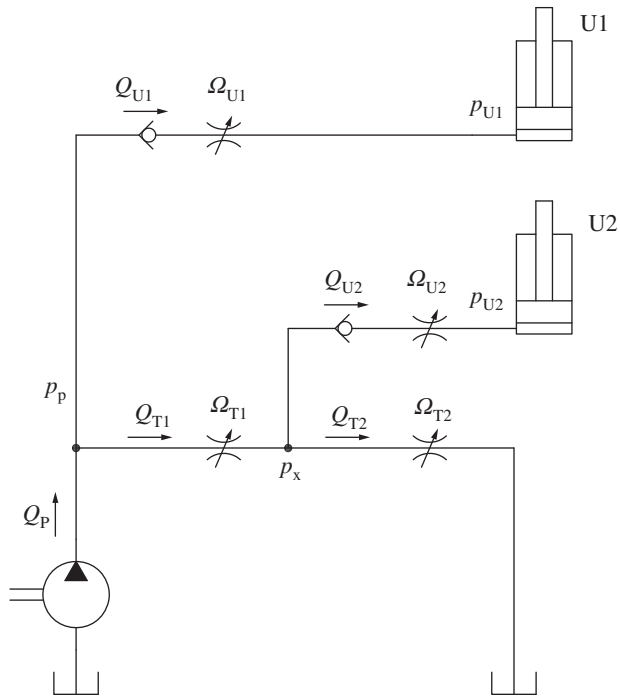 U1
Q_U1 Ω_U1
p_U1
U2
Q_U2 Ω_U2
p_U2
p_p
Q_T1 Ω_T1 Q_T2 Ω_T2
p_x
Q_P